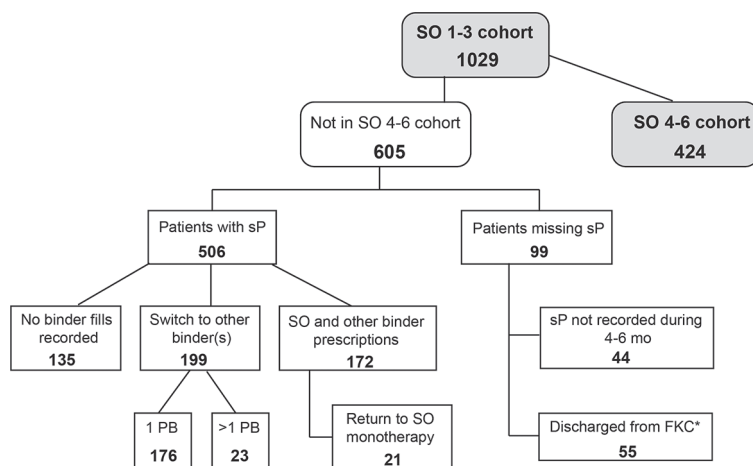 SO 1-3 cohort
1029
Not in SO 4-6 cohort
605
SO 4-6 cohort
424
Patients with sP
506
Patients missing sP
99
No binder fills
recorded
135
Switch to other
binder(s)
199
SO and other binder
prescriptions
172
sP not recorded during
4-6 mo
44
1 PB
176
>1 PB
23
Return to SO
monotherapy
21
Discharged from FKC*
55